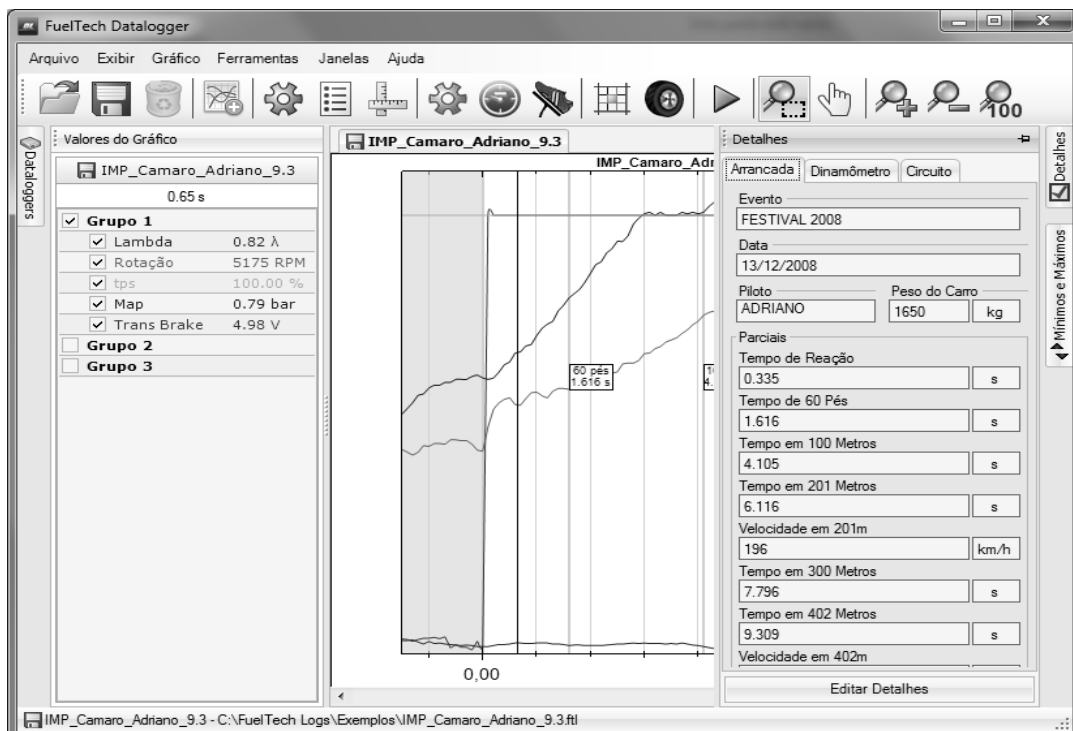 FuelTech Datalogger
Arquivo Exibir Gráfico Ferramentas Janelas Ajuda
100
Dataloggers
Valores do Gráfico
IMP_Camaro_Adriano_9.3
0.65 s
Grupo 1
Lambda 0.82 λ
Rotação 5175 RPM
tps 100.00 %
Map 0.79 bar
Trans Brake 4.98 V
Grupo 2
Grupo 3
IMP_Camaro_Adriano_9.3
IMP_Camaro_Adr
60 pés
1.616 s
1
4.
0,00
Detalhes
Arrancada Dinamômetro Circuito
Evento
FESTIVAL 2008
Data
13/12/2008
Piloto Peso do Carro
ADRIANO 1650 kg
Parciais
Tempo de Reação
0.335 s
Tempo de 60 Pés
1.616 s
Tempo em 100 Metros
4.105 s
Tempo em 201 Metros
6.116 s
Velocidade em 201m
196 km/h
Tempo em 300 Metros
7.796 s
Tempo em 402 Metros
9.309 s
Velocidade em 402m
Editar Detalhes
Detalhes
Mínimos e Máximos
IMP_Camaro_Adriano_9.3 - C:\FuelTech Logs\Exemplos\IMP_Camaro_Adriano_9.3.ftl